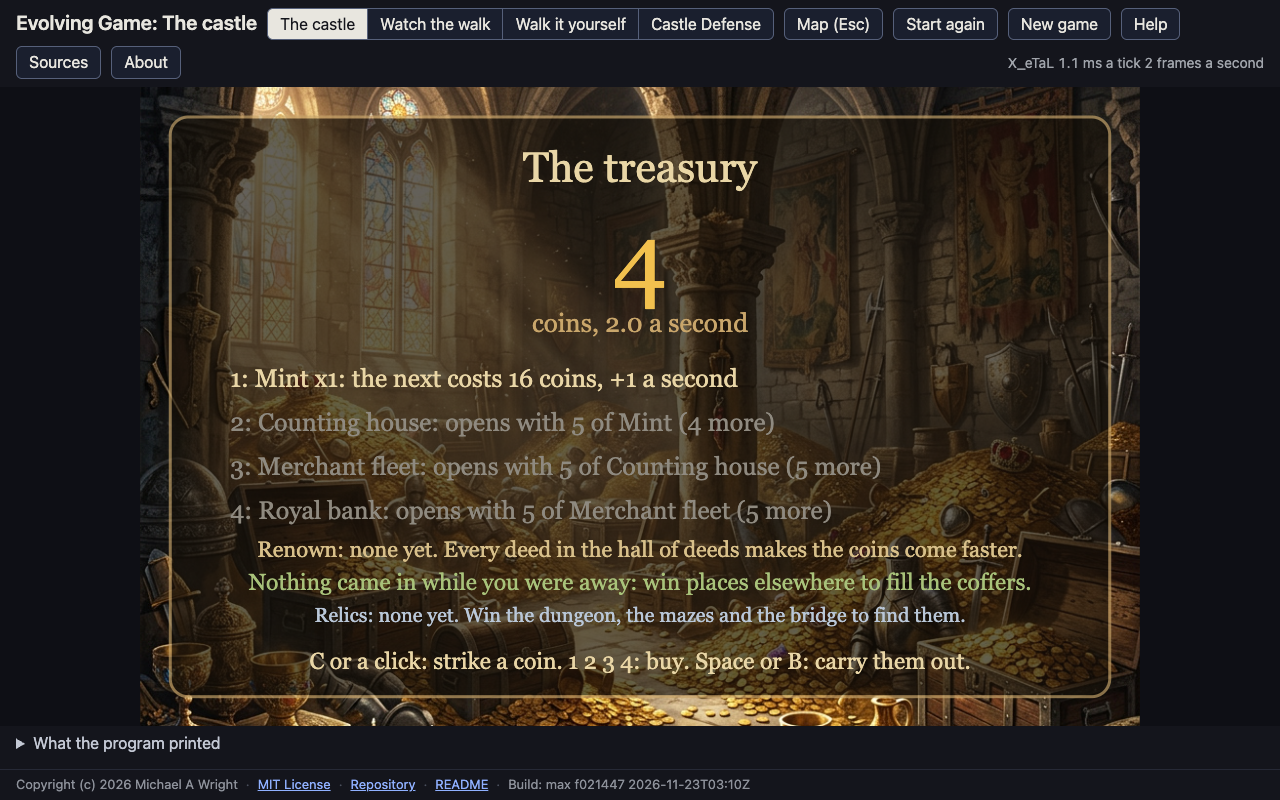 Evolving Game: The castle
The castle
Watch the walk
Walk it yourself
Castle Defense
Map (Esc)
Start again
New game
Help
Sources
About
X_eTaL 1.1 ms a tick 2 frames a second
The treasury
4
coins, 2.0 a second
1: Mint x1: the next costs 16 coins, +1 a second
2: Counting house: opens with 5 of Mint (4 more)
3: Merchant fleet: opens with 5 of Counting house (5 more)
4: Royal bank: opens with 5 of Merchant fleet (5 more)
Renown: none yet. Every deed in the hall of deeds makes the coins come faster.
Nothing came in while you were away: win places elsewhere to fill the coffers.
Relics: none yet. Win the dungeon, the mazes and the bridge to find them.
C or a click: strike a coin. 1 2 3 4: buy. Space or B: carry them out.
What the program printed
Copyright (c) 2026 Michael A Wright · MIT License · Repository · README · Build: max f021447 2026-11-23T03:10Z